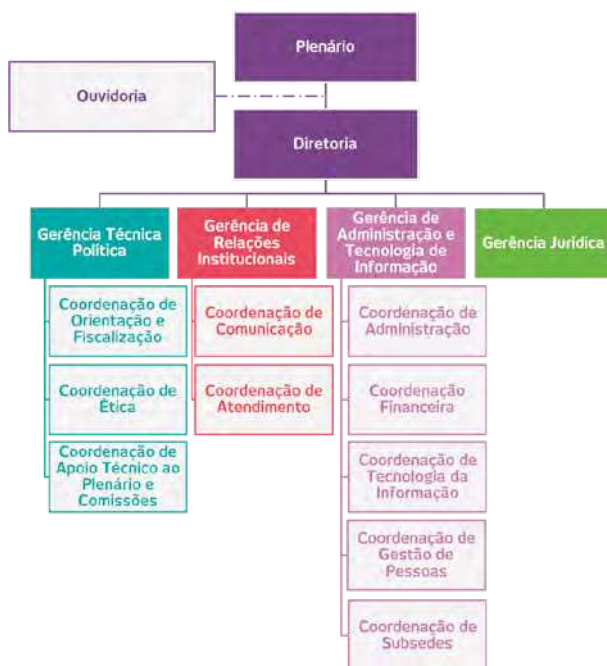 Plenário
Ouvidoria
Diretoria
Gerência Técnica
Política
Gerência de
Relações
Institucionais
Gerência de
Administração e
Tecnologia de
Informação
Gerência Jurídica
Coordenação de
Orientação e
Fiscalização
Coordenação de
Ética
Coordenação de
Apoio Técnico ao
Plenário e
Comissões
Coordenação de
Comunicação
Coordenação de
Atendimento
Coordenação de
Administração
Coordenação
Financeira
Coordenação de
Tecnologia da
Informação
Coordenação de
Gestão de
Pessoas
Coordenação de
Subsedes